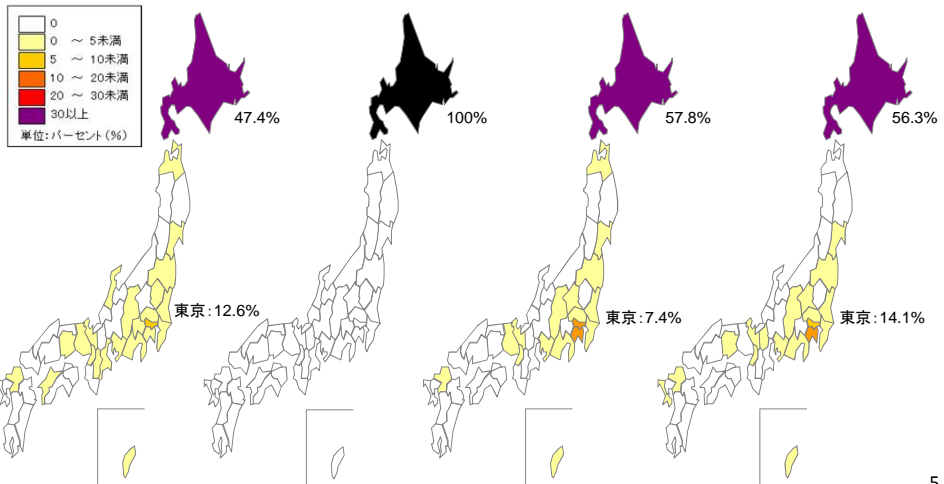 0
0 ～ 5未満
5 ～ 10未満
10 ～ 20未満
20 ～ 30未満
30以上
単位:パーセント(%)
47.4%
100%
57.8%
56.3%
東京:12.6%
東京:7.4%
東京:14.1%
5